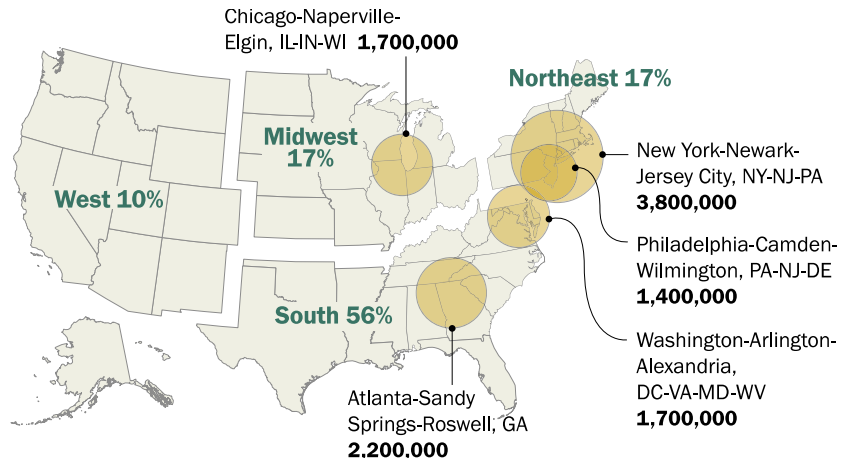 Chicago-Naperville-
Elgin, IL-IN-WI 1,700,000
Northeast 17%
Midwest
17%
West 10%
South 56%
New York-Newark-
Jersey City, NY-NJ-PA
3,800,000
Philadelphia-Camden-
Wilmington, PA-NJ-DE
1,400,000
Washington-Arlington-
Alexandria,
DC-VA-MD-WV
1,700,000
Atlanta-Sandy
Springs-Roswell, GA
2,200,000